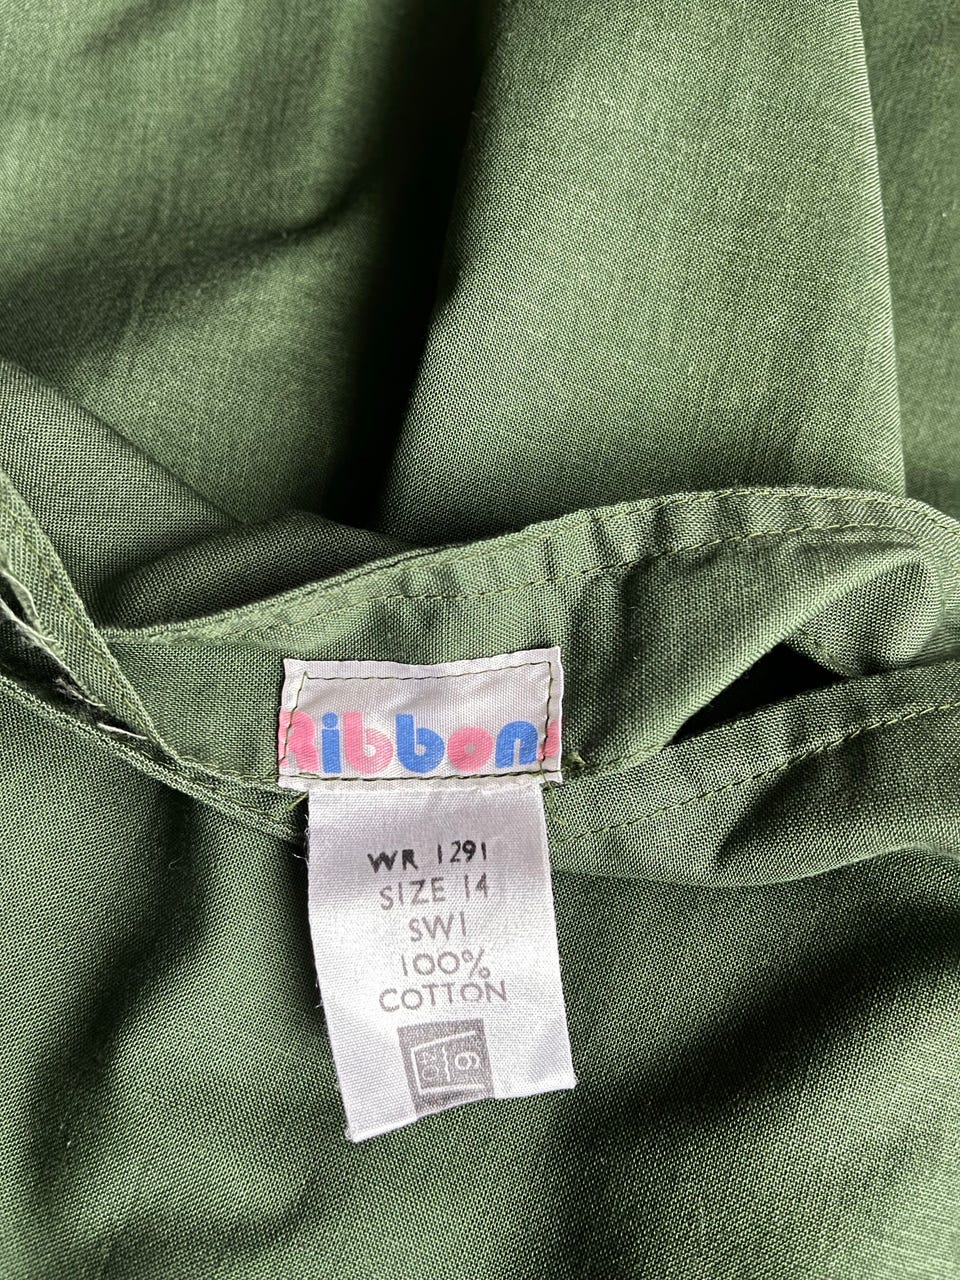 Ribbons
WR 1291
SIZE 14
SW1
100%
COTTON